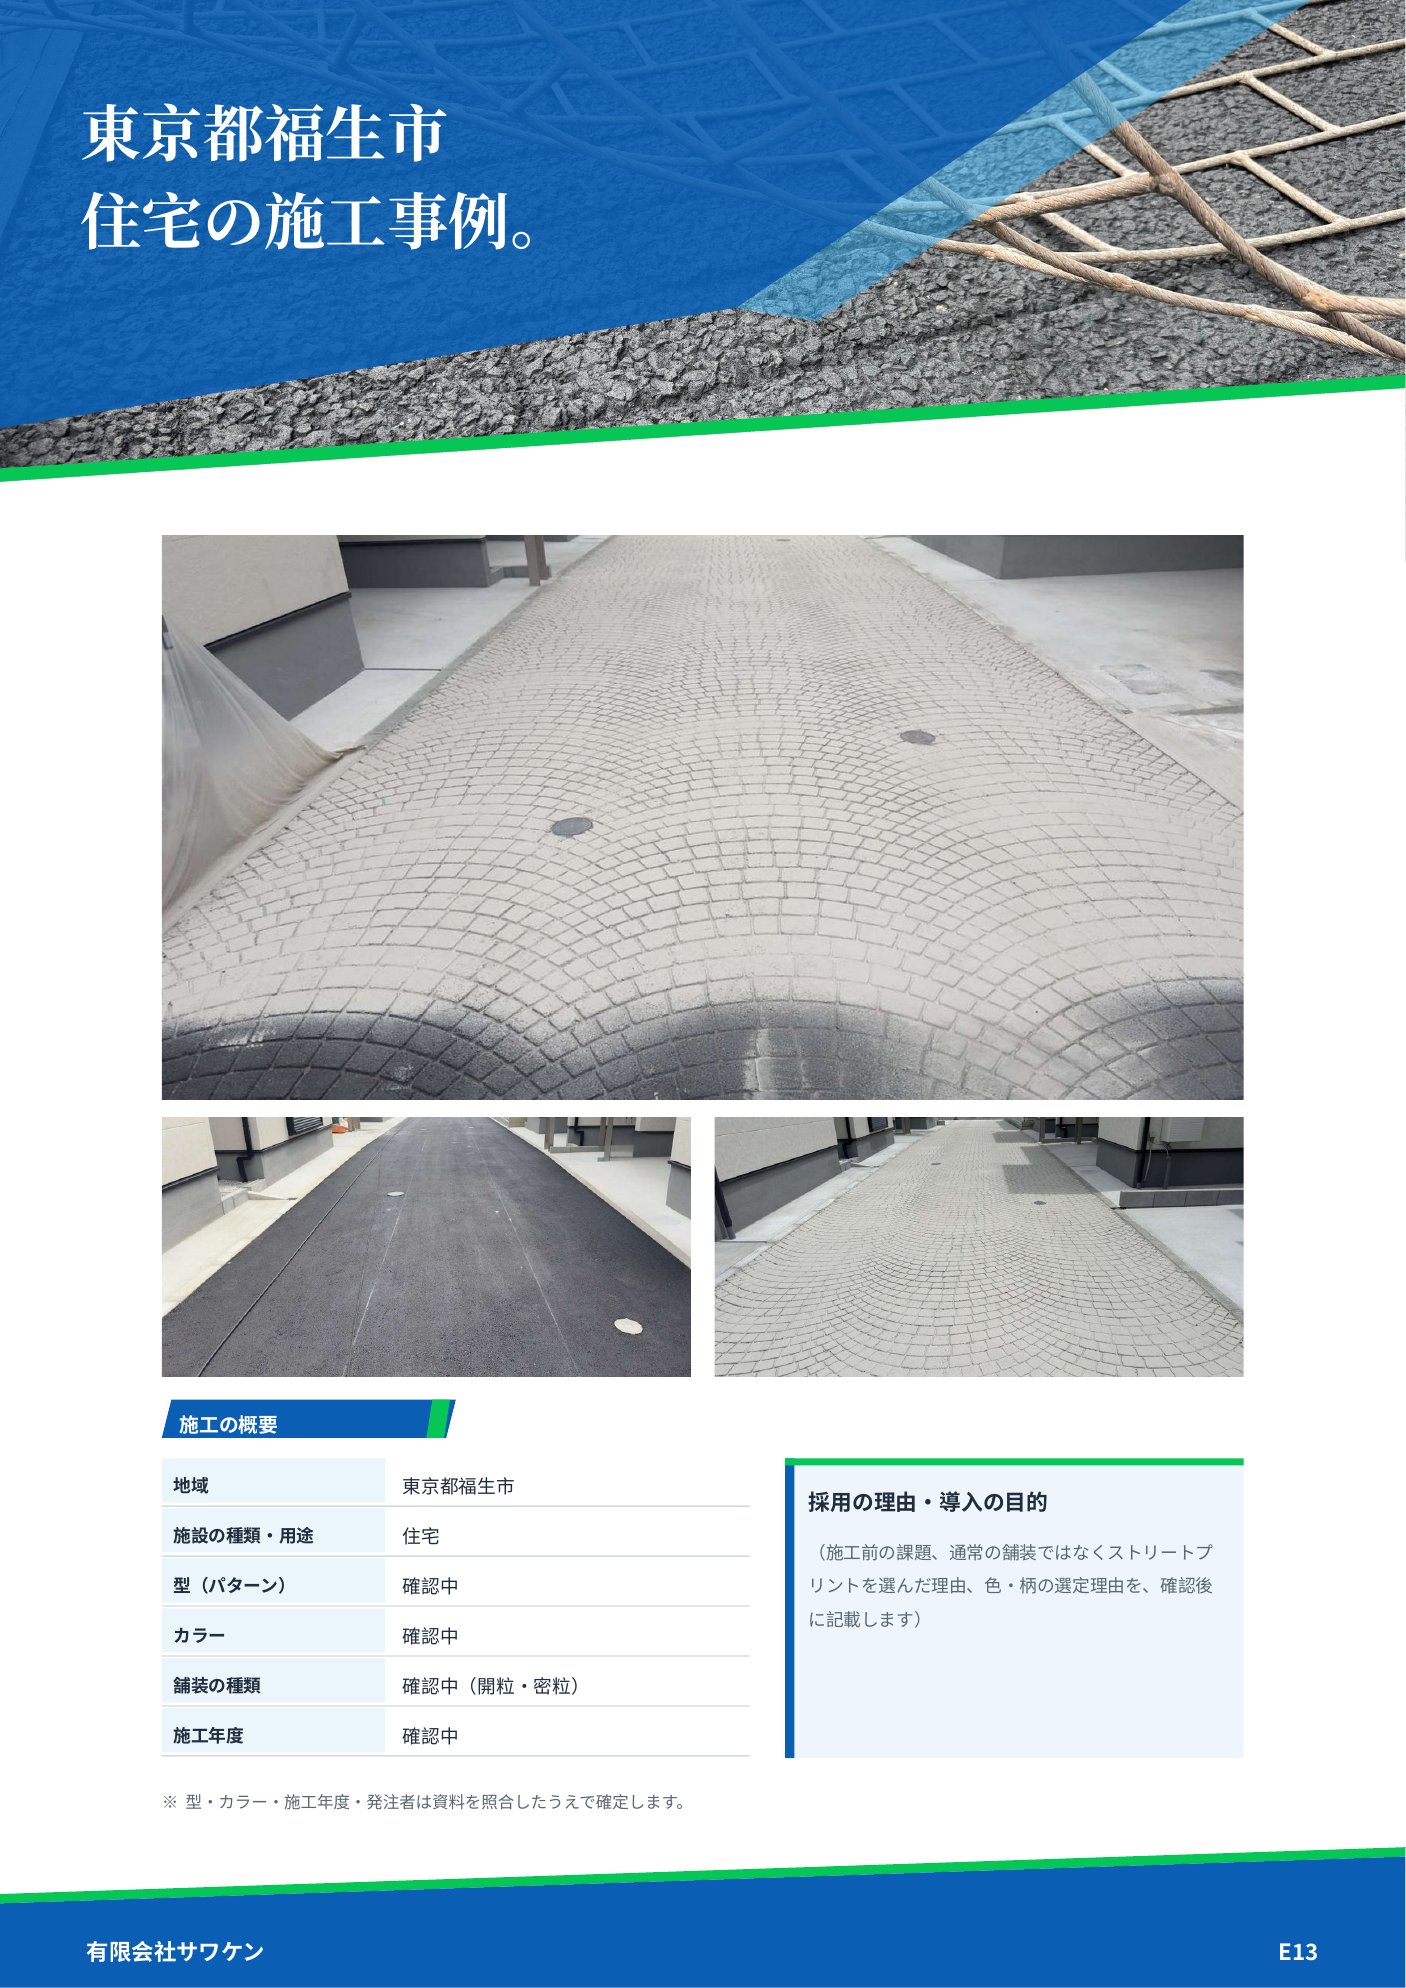 東京都福生市
住宅の施工事例。
施工の概要
地域 東京都福生市
施設の種類・用途 住宅
型（パターン） 確認中
カラー 確認中
舗装の種類 確認中（開粒・密粒）
施工年度 確認中
採用の理由・導入の目的
（施工前の課題、通常の舗装ではなくストリートプ
リントを選んだ理由、色・柄の選定理由を、確認後
に記載します）
※ 型・カラー・施工年度・発注者は資料を照合したうえで確定します。
有限会社サワケン
E13